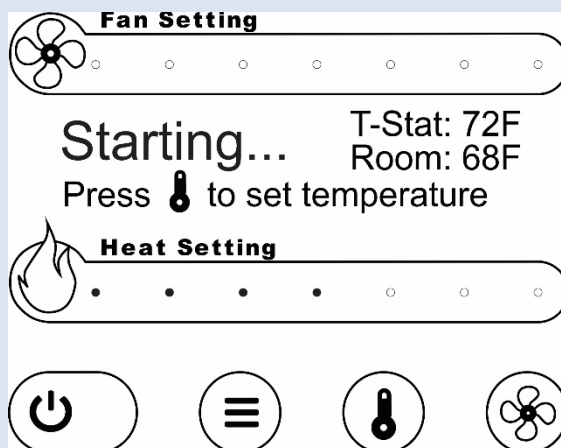 Fan Setting
Starting...
T-Stat: 72F
Room: 68F
Press to set temperature
Heat Setting